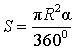 S = πR²α / 360⁰